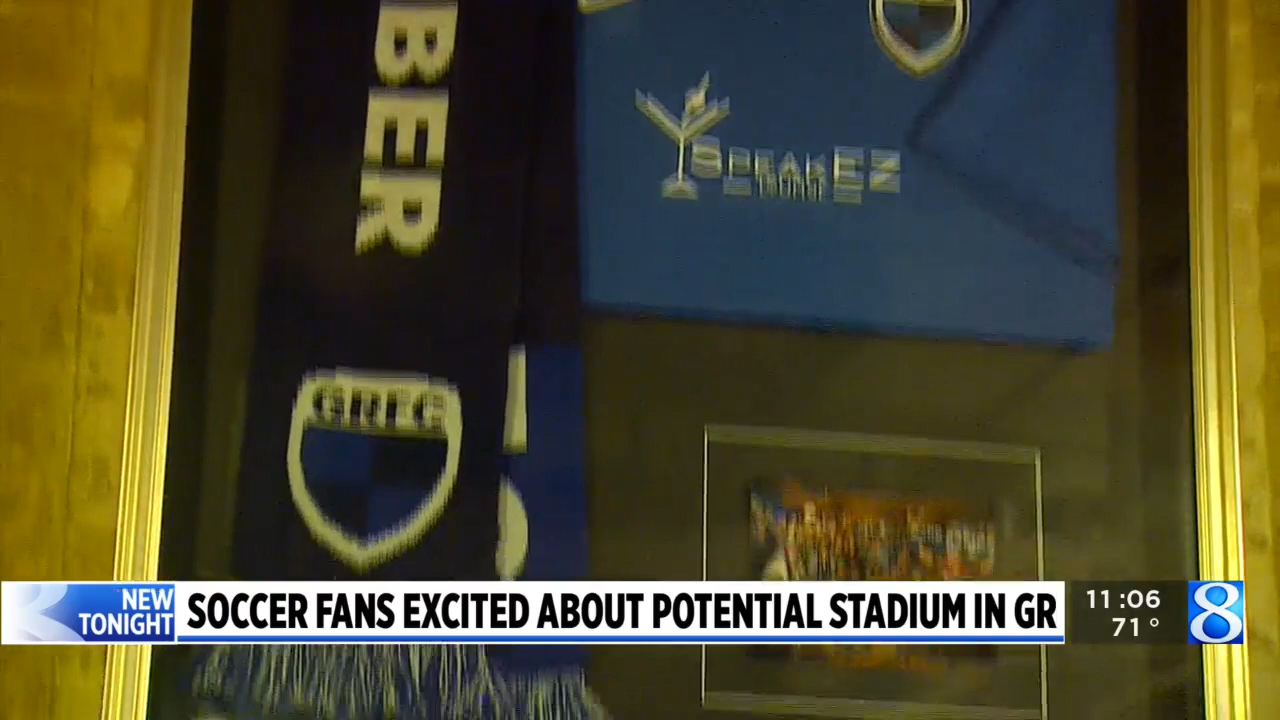 BER
SPEAKEZ
GRFC
NEW
TONIGHT
SOCCER FANS EXCITED ABOUT POTENTIAL STADIUM IN GR
11:06
71°
8